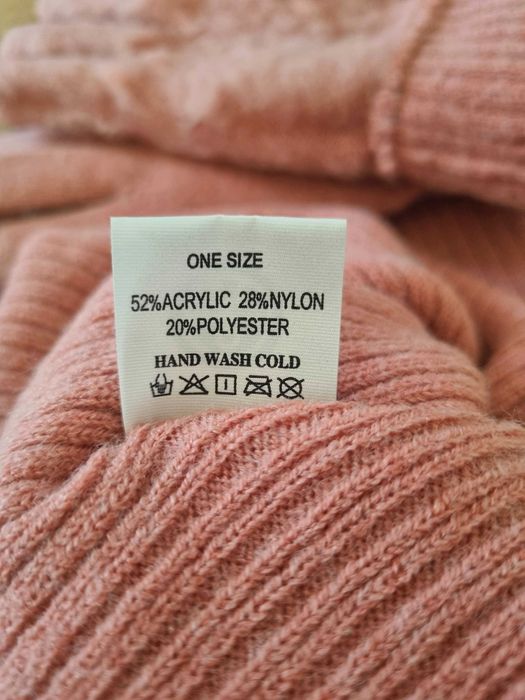 ONE SIZE
52%ACRYLIC 28%NYLON
20%POLYESTER
HAND WASH COLD